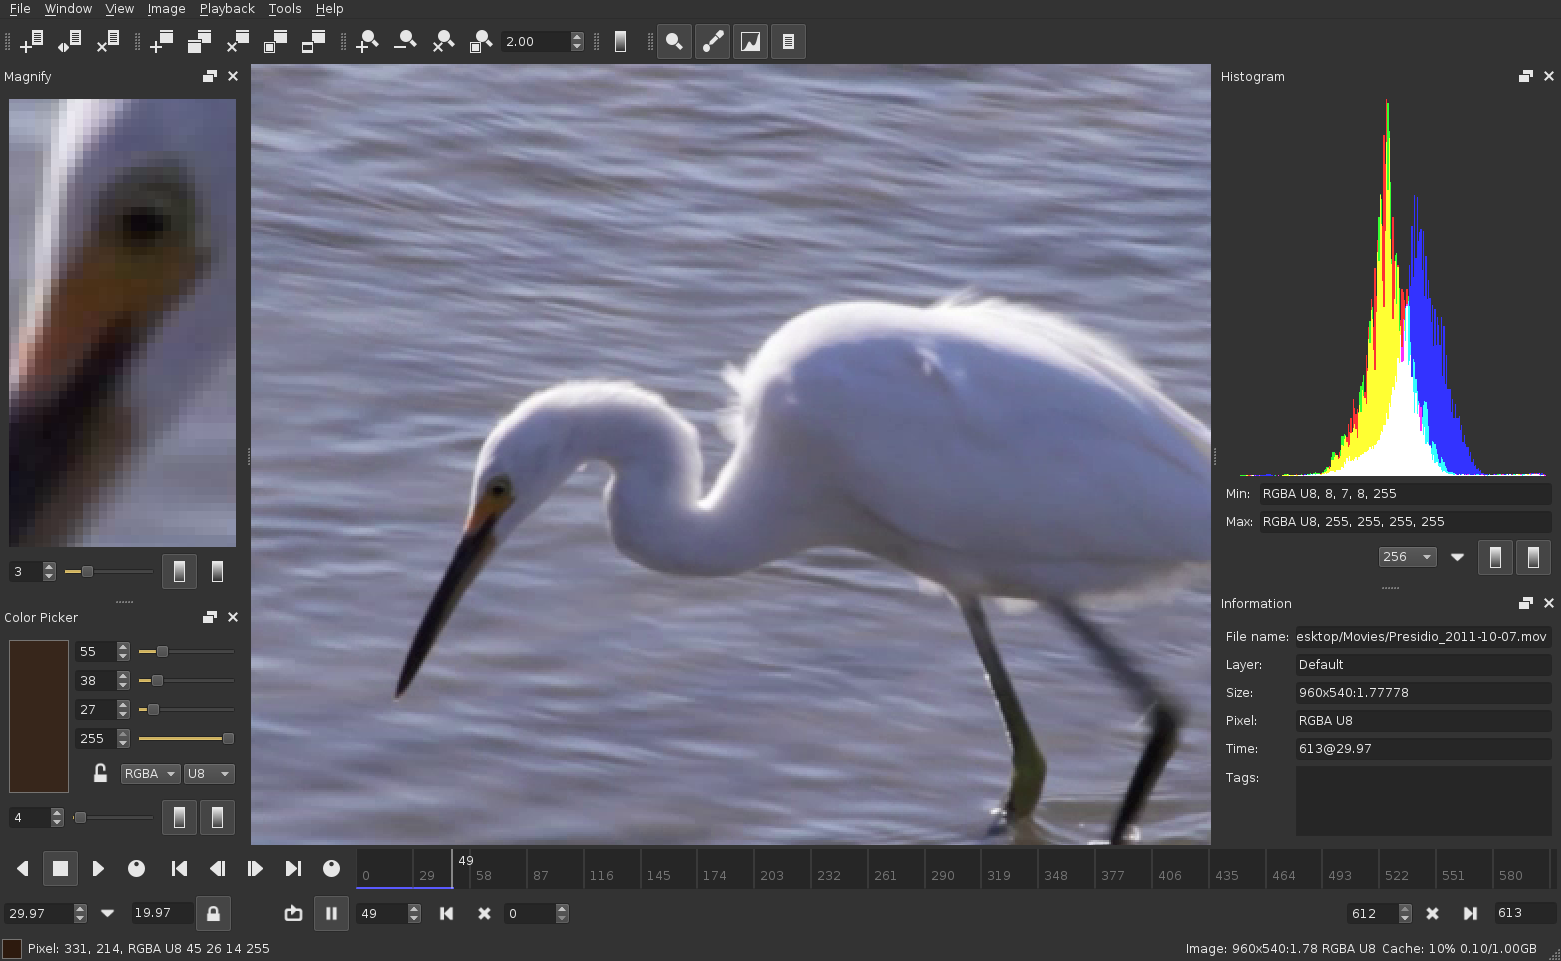 File Window View Image Playback Tools Help
2.00
Magnify
3
Color Picker
55
38
27
255
RGBA U8
4
Histogram
Min: RGBA U8, 8, 7, 8, 255
Max: RGBA U8, 255, 255, 255, 255
256
Information
File name: esktop/Movies/Presidio_2011-10-07.mov
Layer: Default
Size: 960x540:1.77778
Pixel: RGBA U8
Time: 613@29.97
Tags:
49
0 29 58 87 116 145 174 203 232 261 290 319 348 377 406 435 464 493 522 551 580
29.97 19.97 49 0 612 613
Pixel: 331, 214, RGBA U8 45 26 14 255 Image: 960x540:1.78 RGBA U8 Cache: 10% 0.10/1.00GB